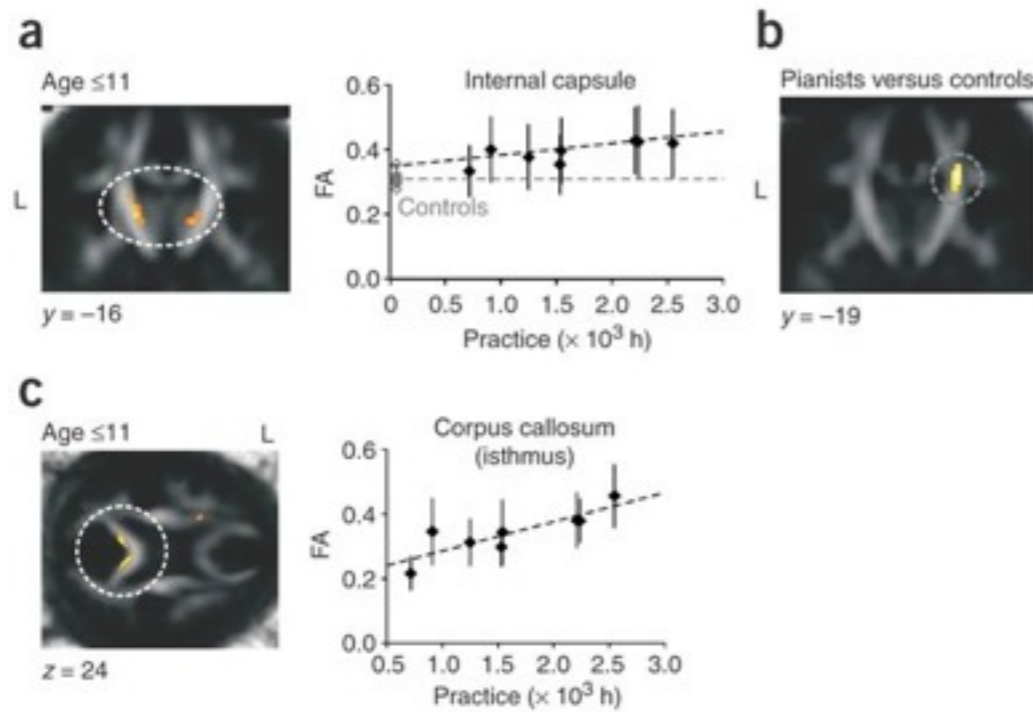 a
Age ≤11
L
y = −16
Internal capsule
FA
0.6
0.4
0.2
0.0
Controls
0 1.0 1.5 2.0 2.5 3.0
Practice (× 10³ h)
b
Pianists versus controls
L
y = −19
c
Age ≤11 L
z = 24
Corpus callosum
(isthmus)
FA
0.6
0.4
0.2
0.0
0.5 1.0 1.5 2.0 2.5 3.0
Practice (× 10³ h)